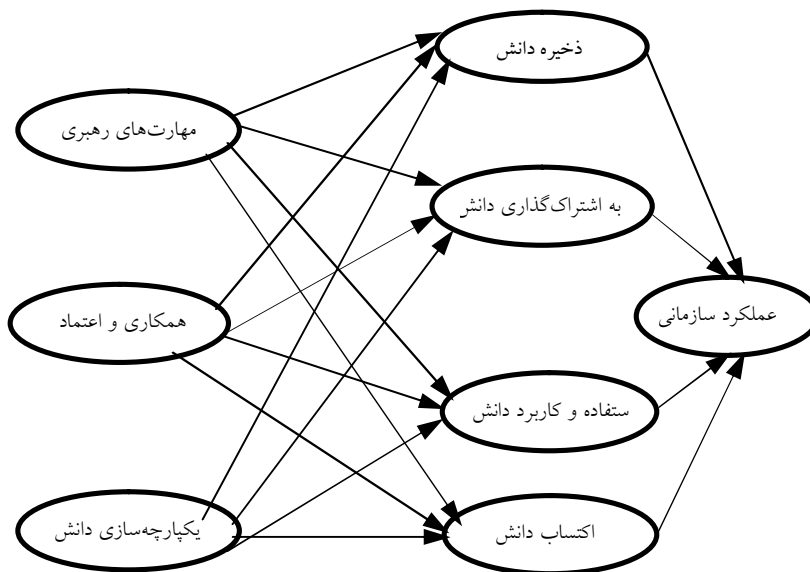 ذخیره دانش
مهارت‌های رهبری
به اشتراک‌گذاری دانش
همکاری و اعتماد
عملکرد سازمانی
ستفاده و کاربرد دانش
یکپارچه‌سازی دانش
اکتساب دانش